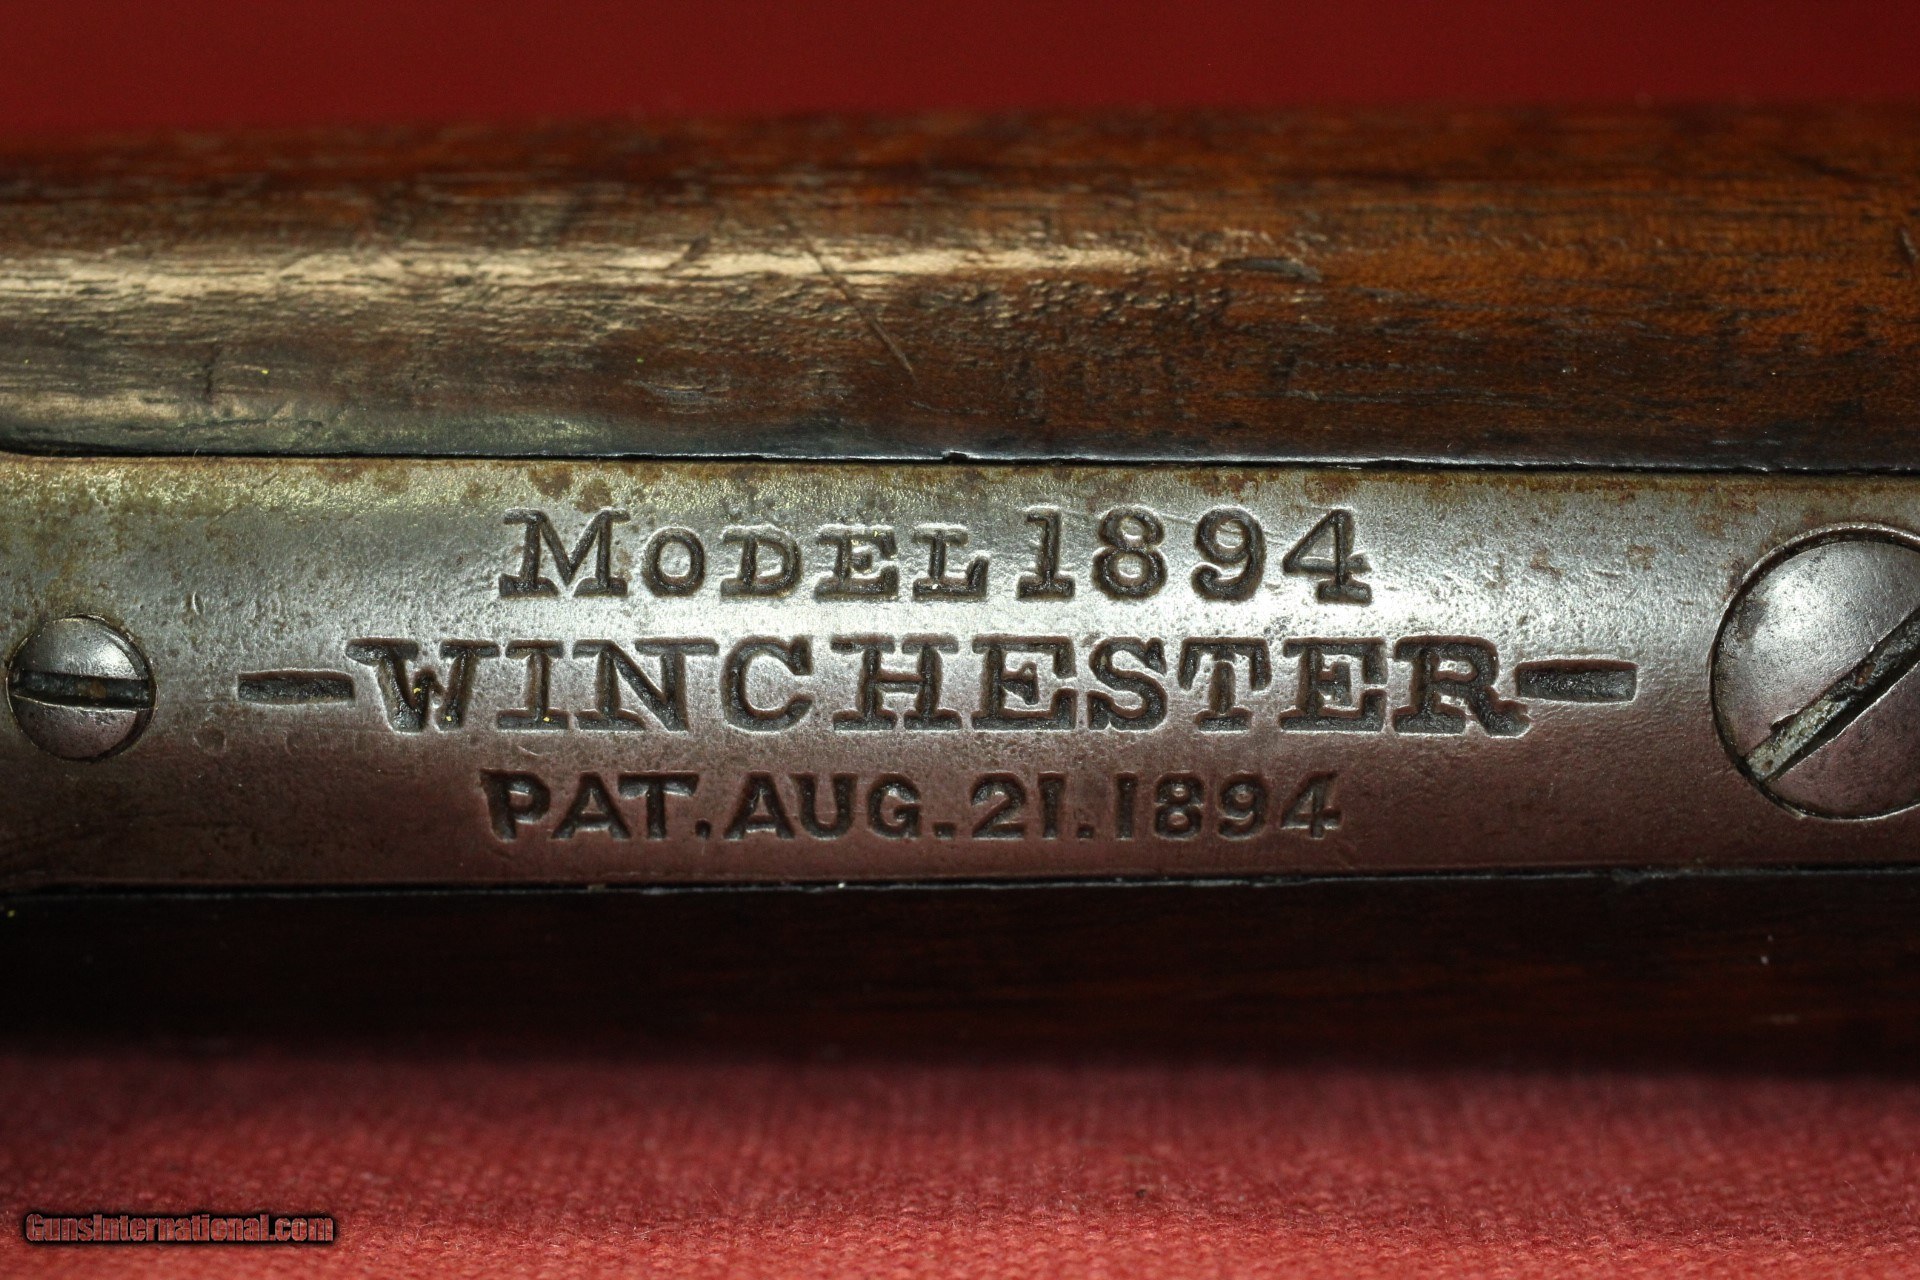 MODEL 1894
-WINCHESTER-
PAT. AUG. 21. 1894
GunsInternational.com